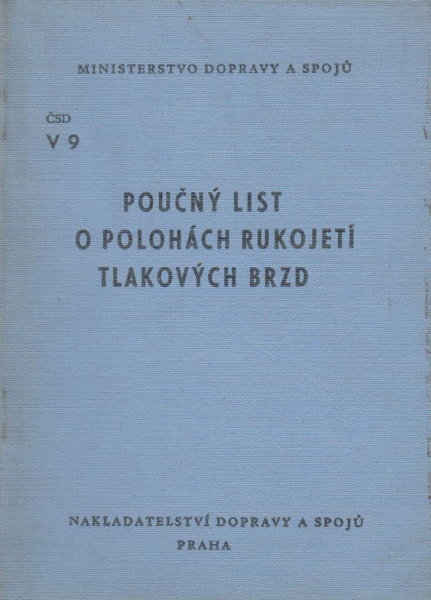 MINISTERSTVO DOPRAVY A SPOJŮ
ČSD
V 9
POUČNÝ LIST
O POLOHÁCH RUKOJETÍ
TLAKOVÝCH BRZD
NAKLADATELSTVÍ DOPRAVY A SPOJŮ
PRAHA